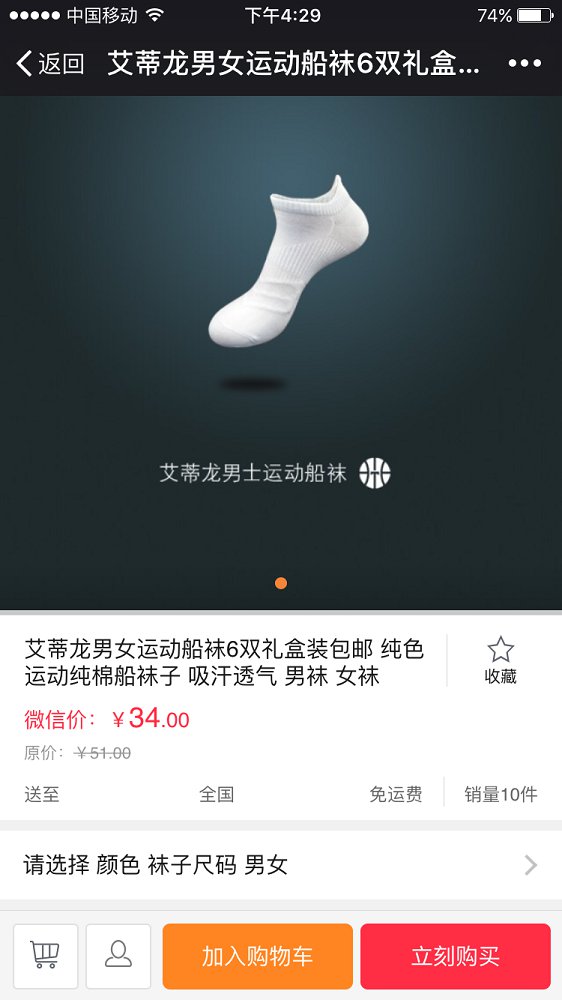 中国移动 下午4:29 74%
返回 艾蒂龙男女运动船袜6双礼盒...
艾蒂龙男士运动船袜
艾蒂龙男女运动船袜6双礼盒装包邮 纯色
运动纯棉船袜子 吸汗透气 男袜 女袜
收藏
微信价：￥34.00
原价：￥51.00
送至 全国 免运费 销量10件
请选择 颜色 袜子尺码 男女
加入购物车 立刻购买